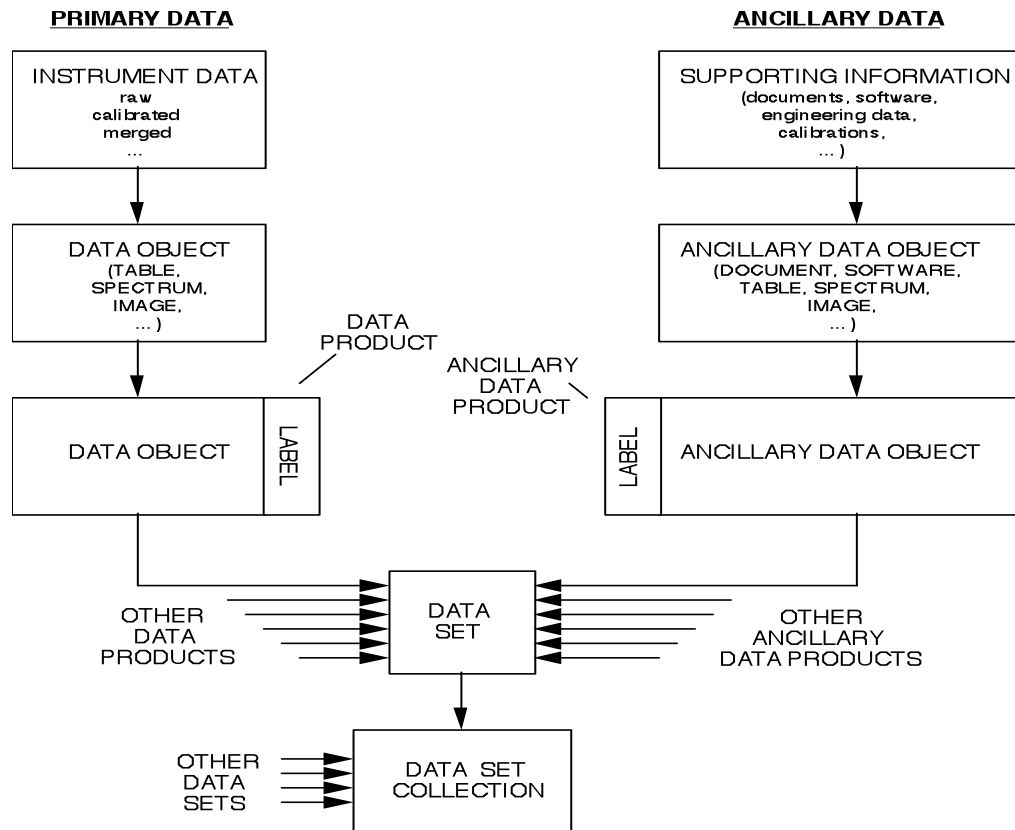 PRIMARY DATA
INSTRUMENT DATA
raw
calibrated
merged
...
DATA OBJECT
(TABLE,
SPECTRUM,
IMAGE,
... )
DATA
PRODUCT
DATA OBJECT
LABEL
ANCILLARY DATA
SUPPORTING INFORMATION
(documents, software,
engineering data,
calibrations,
... )
ANCILLARY DATA OBJECT
(DOCUMENT, SOFTWARE,
TABLE, SPECTRUM,
IMAGE,
... )
ANCILLARY
DATA
PRODUCT
LABEL
ANCILLARY DATA OBJECT
OTHER
DATA
PRODUCTS
DATA
SET
OTHER
ANCILLARY
DATA PRODUCTS
OTHER
DATA
SETS
DATA SET
COLLECTION